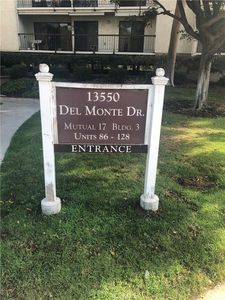 13550
DEL MONTE DR.
MUTUAL 17 BLDG. 3
UNITS 86 - 128
ENTRANCE